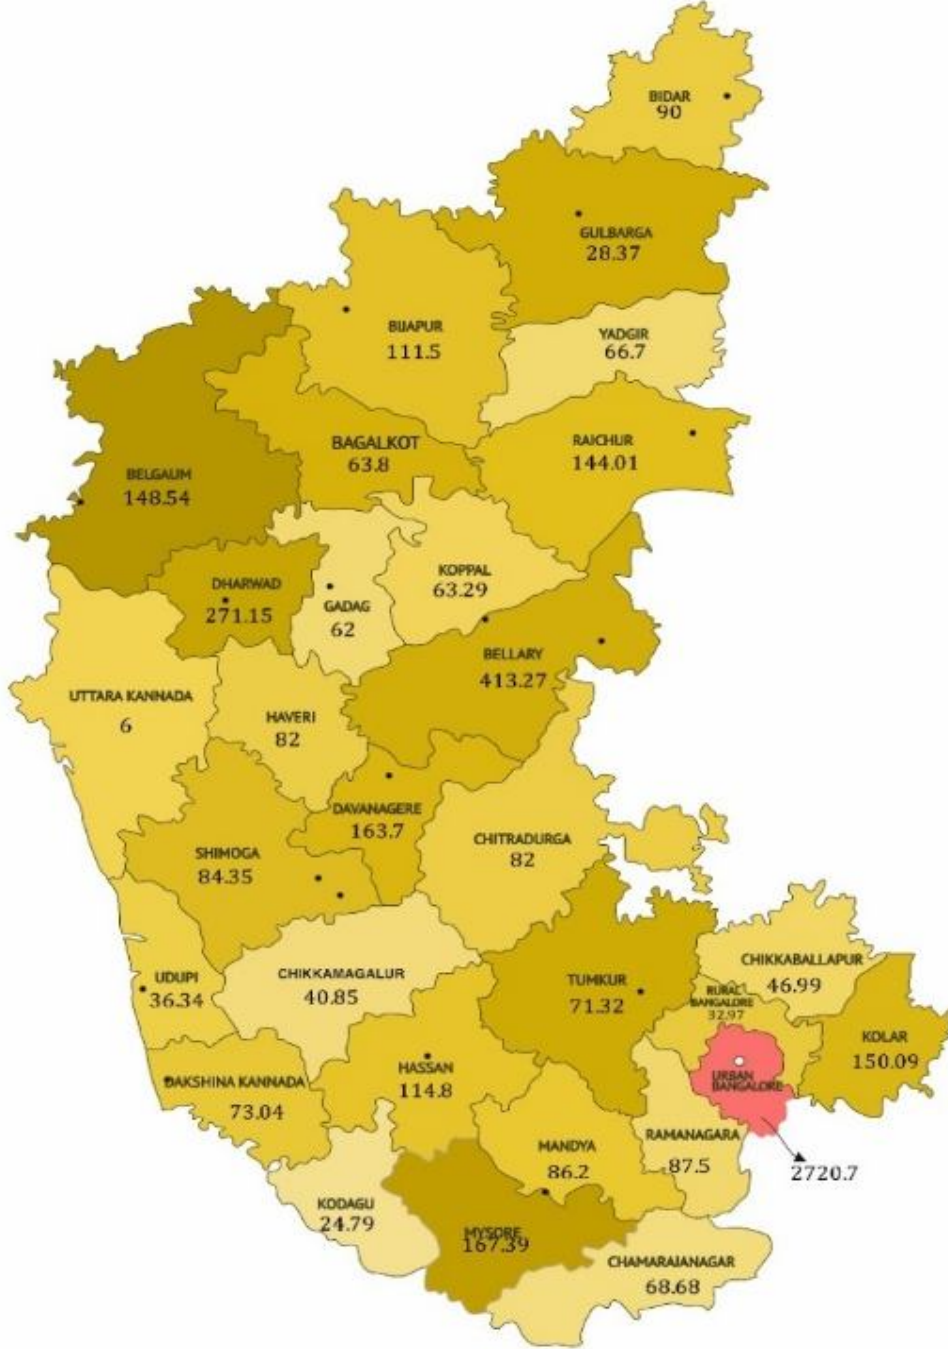 BIDAR
90
GULBARGA
28.37
BIJAPUR
111.5
YADGIR
66.7
BAGALKOT
63.8
RAICHUR
144.01
BELGAUM
148.54
DHARWAD
271.15
GADAG
62
KOPPAL
63.29
BELLARY
413.27
UTTARA KANNADA
6
HAVERI
82
DAVANAGERE
163.7
CHITRADURGA
82
SHIMOGA
84.35
UDUPI
36.34
CHIKKAMAGALUR
40.85
TUMKUR
71.32
CHIKKABALLAPUR
46.99
RURAL
BANGALORE
32.97
KOLAR
150.09
URBAN
BANGALORE
2720.7
DAKSHINA KANNADA
73.04
HASSAN
114.8
MANDYA
86.2
RAMANAGARA
87.5
KODAGU
24.79
MYSORE
167.39
CHAMARAJANAGAR
68.68